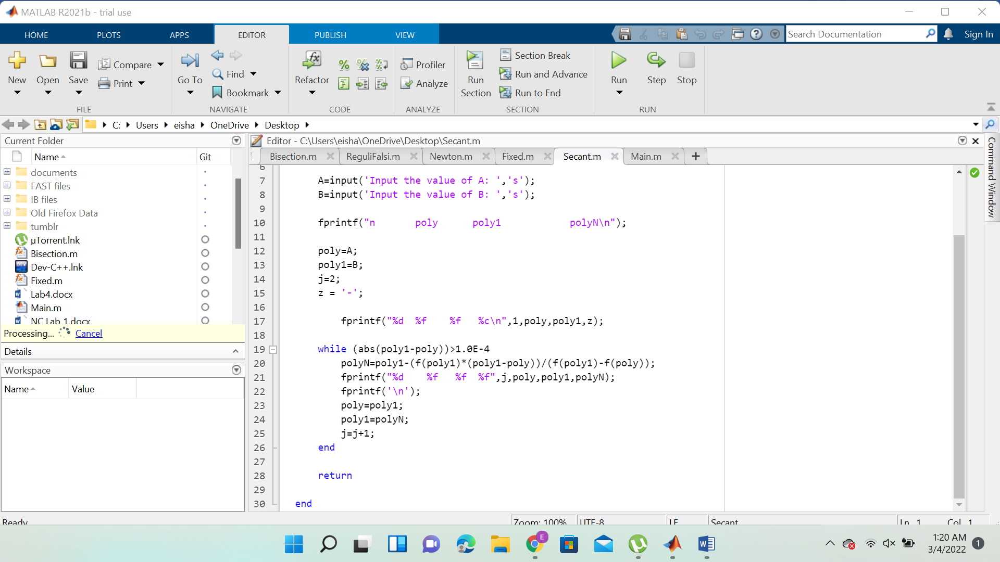 MATLAB R2021b - trial use
HOME PLOTS APPS EDITOR PUBLISH VIEW Search Documentation Sign In
New Open Save Compare Print
FILE
Go To Find Bookmark
NAVIGATE
Refactor
CODE
Profiler Analyze
ANALYZE
Run Section Section Break Run and Advance Run to End
SECTION
Run Step Stop
RUN
C: Users eisha OneDrive Desktop
Current Folder
Name Git
documents
FAST files
IB files
Old Firefox Data
tumblr
µTorrent.lnk
Bisection.m
Dev-C++.lnk
Fixed.m
Lab4.docx
Main.m
NC Lab 1.docx
Processing... Cancel
Details
Workspace
Name Value
Editor - C:\Users\eisha\OneDrive\Desktop\Secant.m
Bisection.m ReguliFalsi.m Newton.m Fixed.m Secant.m Main.m
6
7 A=input('Input the value of A: ','s');
8 B=input('Input the value of B: ','s');
9
10 fprintf("n       poly      poly1            polyN\n");
11
12 poly=A;
13 poly1=B;
14 j=2;
15 z = '-';
16
17 fprintf("%d  %f    %f   %c\n",1,poly,poly1,z);
18
19 while (abs(poly1-poly))>1.0E-4
20 polyN=poly1-(f(poly1)*(poly1-poly))/(f(poly1)-f(poly));
21 fprintf("%d    %f   %f  %f",j,poly,poly1,polyN);
22 fprintf('\n');
23 poly=poly1;
24 poly1=polyN;
25 j=j+1;
26 end
27
28 return
29
30 end
Command Window
Ready
Zoom: 100% UTF-8 LF Secant Ln 1 Col 1
E
W
1:20 AM
3/4/2022
1